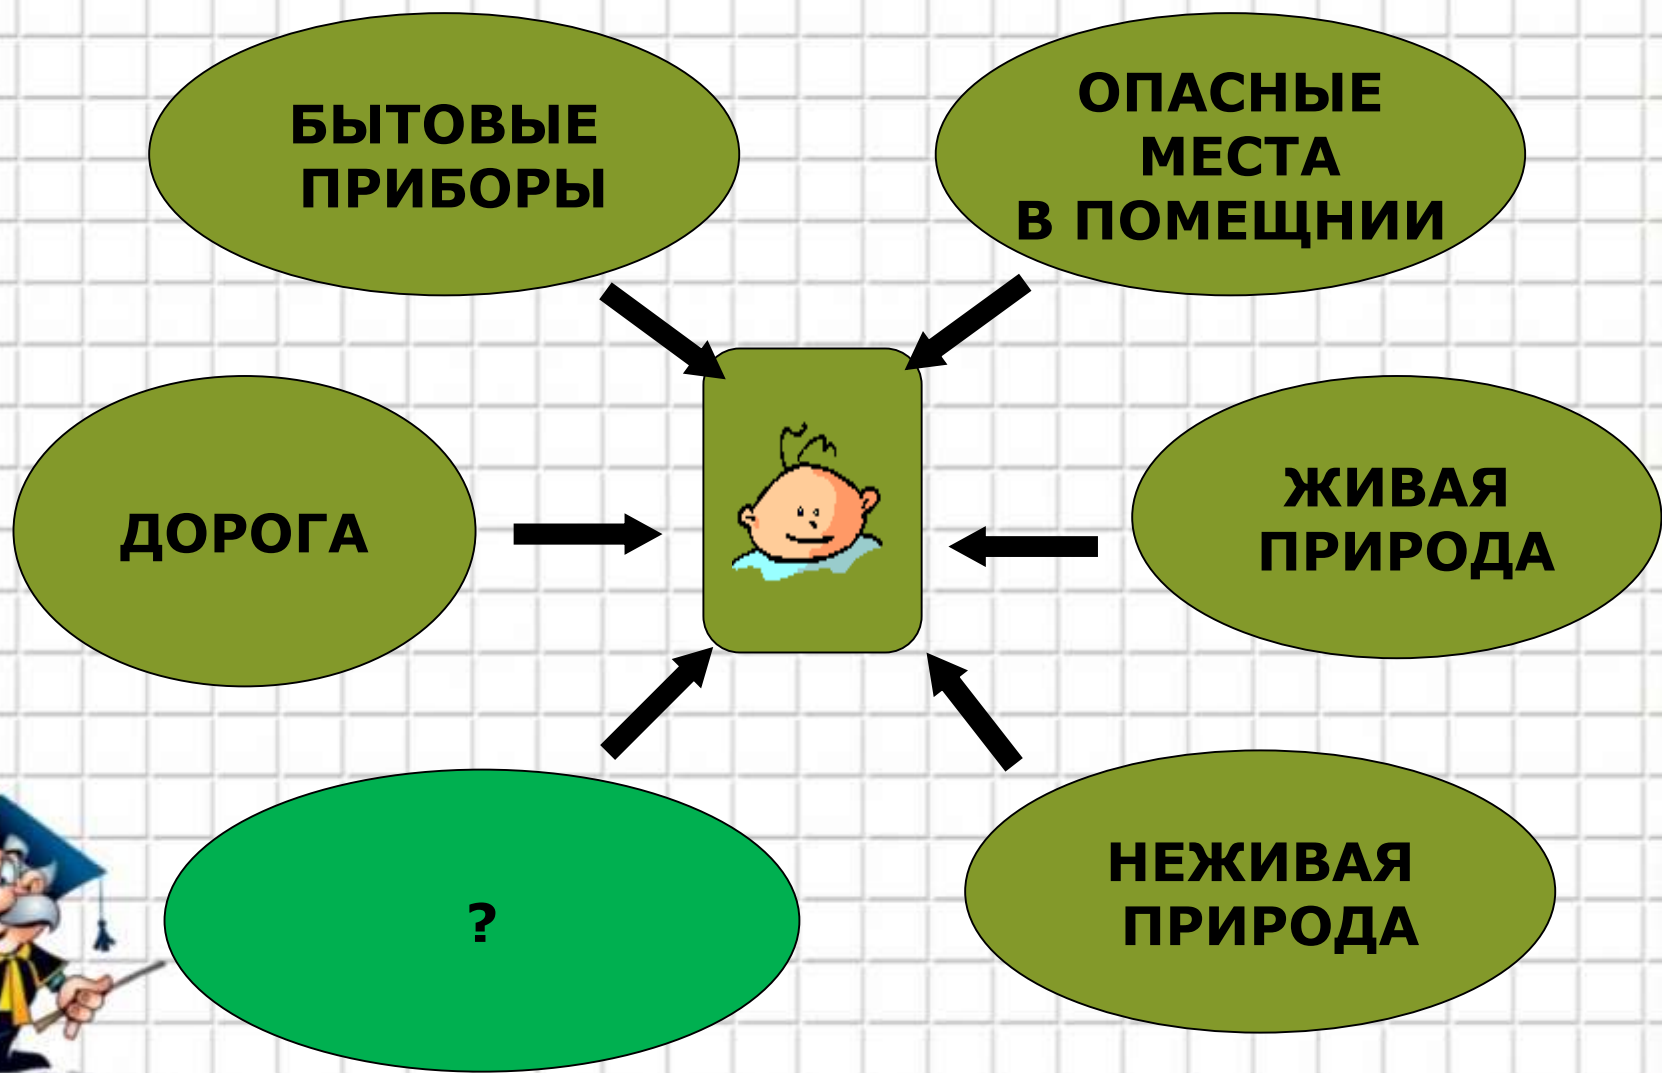 БЫТОВЫЕ
ПРИБОРЫ
ОПАСНЫЕ
МЕСТА
В ПОМЕЩНИИ
ДОРОГА
ЖИВАЯ
ПРИРОДА
?
НЕЖИВАЯ
ПРИРОДА